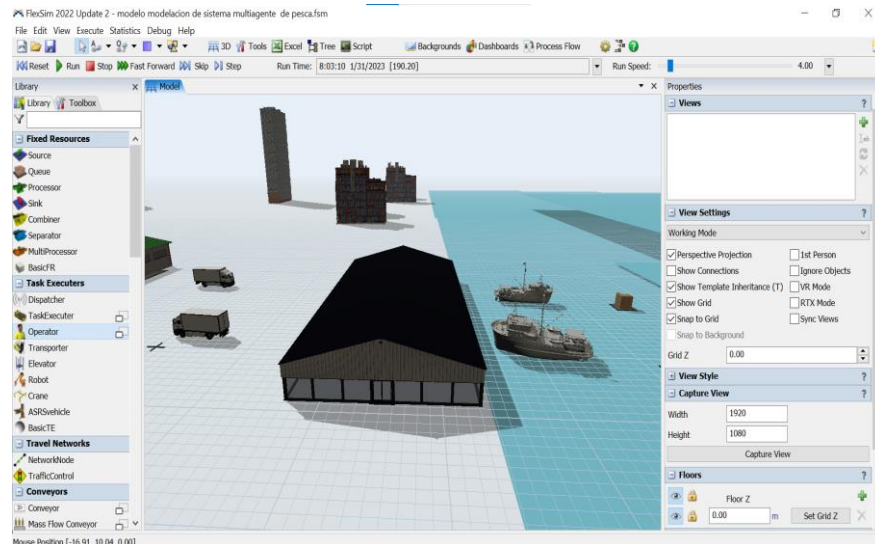 FlexSim 2022 Update 2 - modelo modelacion de sistema multiagente de pesca.fsm
File Edit View Execute Statistics Debug Help
3D Tools Excel Tree Script Backgrounds Dashboards Process Flow
Reset Run Stop Fast Forward Skip Step Run Time: 8:03:10 1/31/2023 [190.20] Run Speed: 4.00
Library
Library Toolbox
Fixed Resources
Source
Queue
Processor
Sink
Combiner
Separator
MultiProcessor
BasicFR
Task Executers
Dispatcher
TaskExecuter
Operator
Transporter
Elevator
Robot
Crane
ASRSvehicle
BasicTE
Travel Networks
NetworkNode
TrafficControl
Conveyors
Conveyor
Mass Flow Conveyor
Model
Properties
Views
View Settings
Working Mode
Perspective Projection 1st Person
Show Connections Ignore Objects
Show Template Inheritance (T) VR Mode
Show Grid RTX Mode
Snap to Grid Sync Views
Snap to Background
Grid Z 0.00
View Style
Capture View
Width 1920
Height 1080
Capture View
Floors
Floor Z
0.00 m Set Grid Z
Mouse Position [-16.91, 10.04, 0.00]